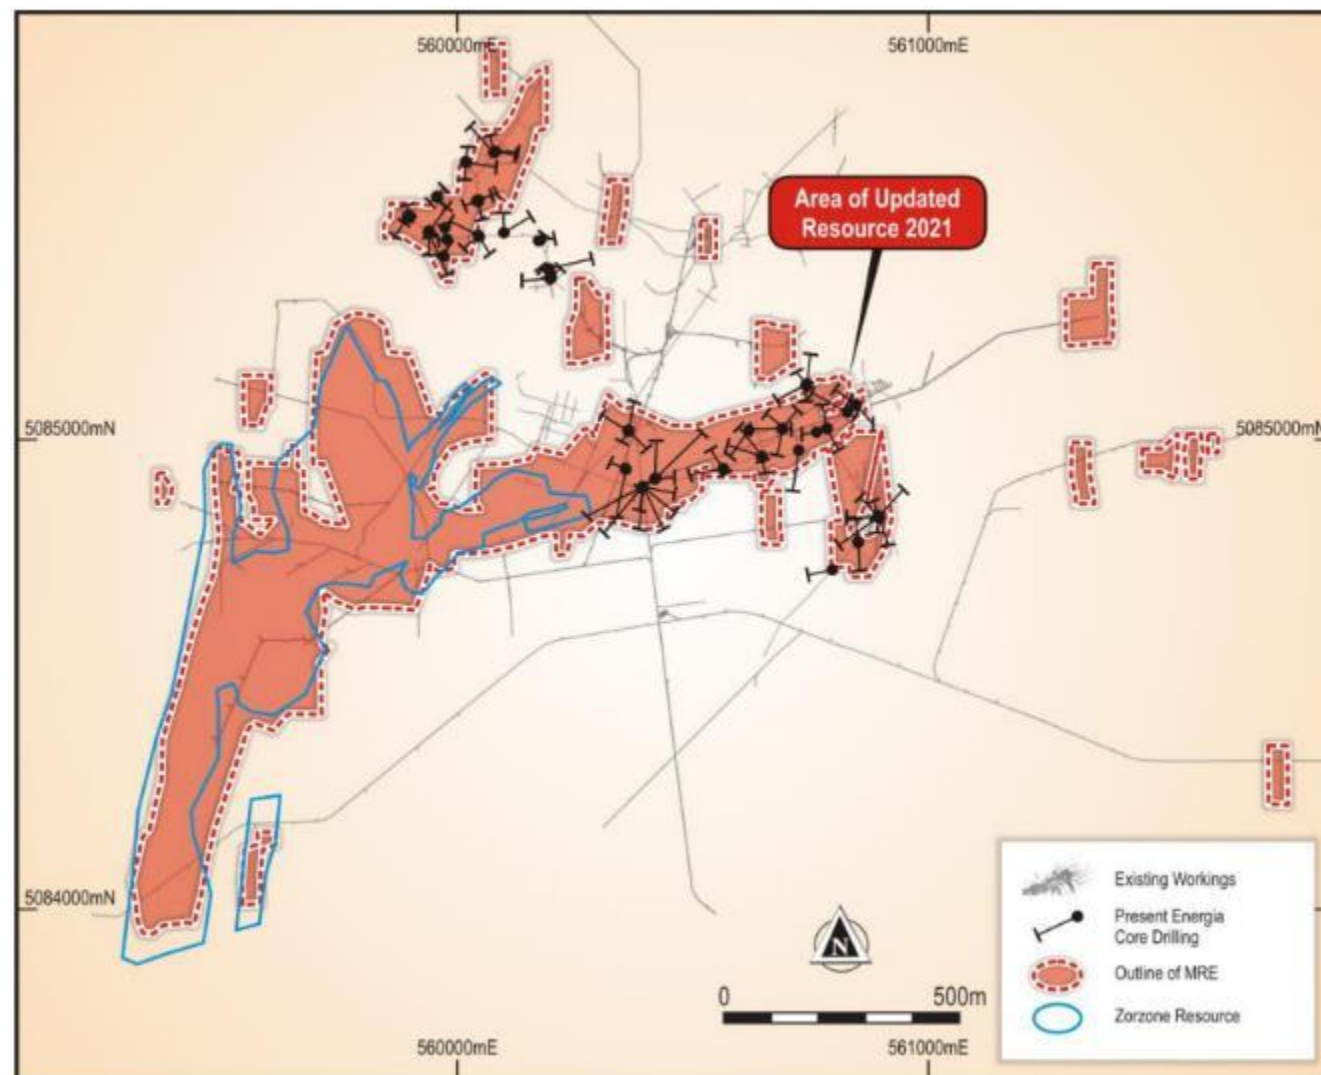 560000mE
561000mE
Area of Updated
Resource 2021
5085000mN
5085000mN
5084000mN
Existing Workings
Present Energia
Core Drilling
Outline of MRE
Zorzone Resource
N
0
500m
560000mE
561000mE